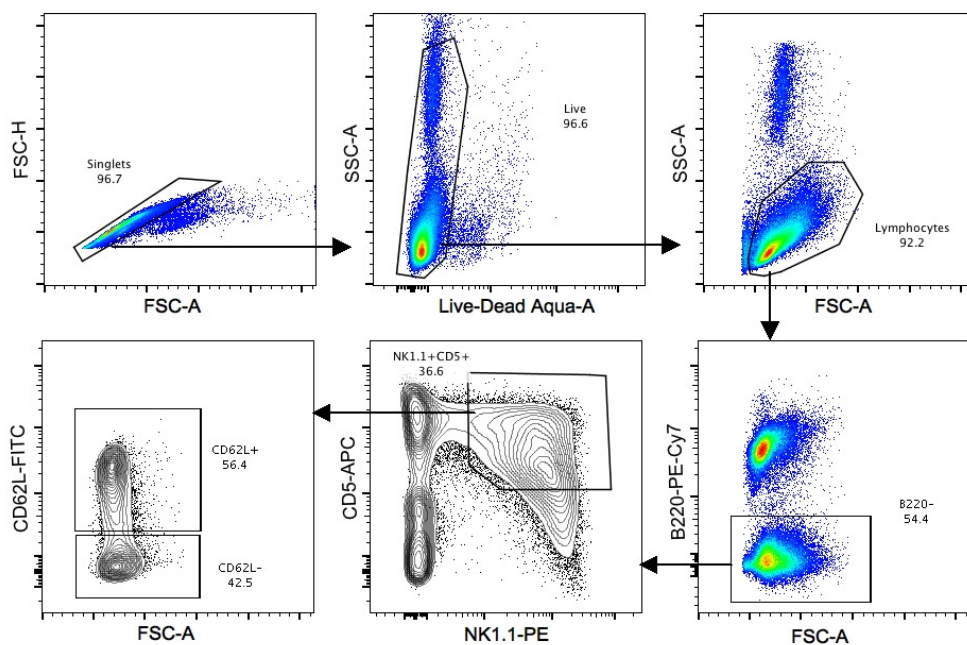 FSC-H
Singlets
96.7
FSC-A
SSC-A
Live
96.6
Live-Dead Aqua-A
SSC-A
Lymphocytes
92.2
FSC-A
CD62L-FITC
CD62L+
56.4
CD62L-
42.5
FSC-A
CD5-APC
NK1.1+CD5+
36.6
NK1.1-PE
B220-PE-Cy7
B220-
54.4
FSC-A